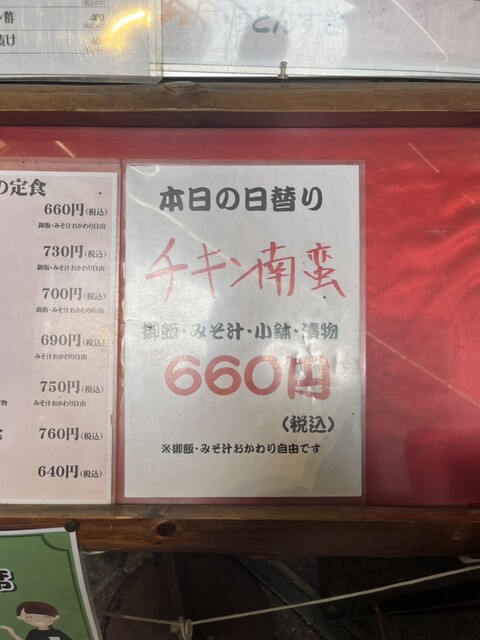 酢
漬け
とんすき
の定食
660円(税込)
御飯・みそ汁おかわり自由
730円(税込)
御飯・みそ汁おかわり自由
700円(税込)
御飯・みそ汁おかわり自由
690円(税込)
みそ汁おかわり自由
750円(税込)
みそ汁おかわり自由
760円(税込)
640円(税込)
本日の日替り
チキン南蛮
御飯・みそ汁・小鉢・漬物
660円
(税込)
※御飯・みそ汁おかわり自由です